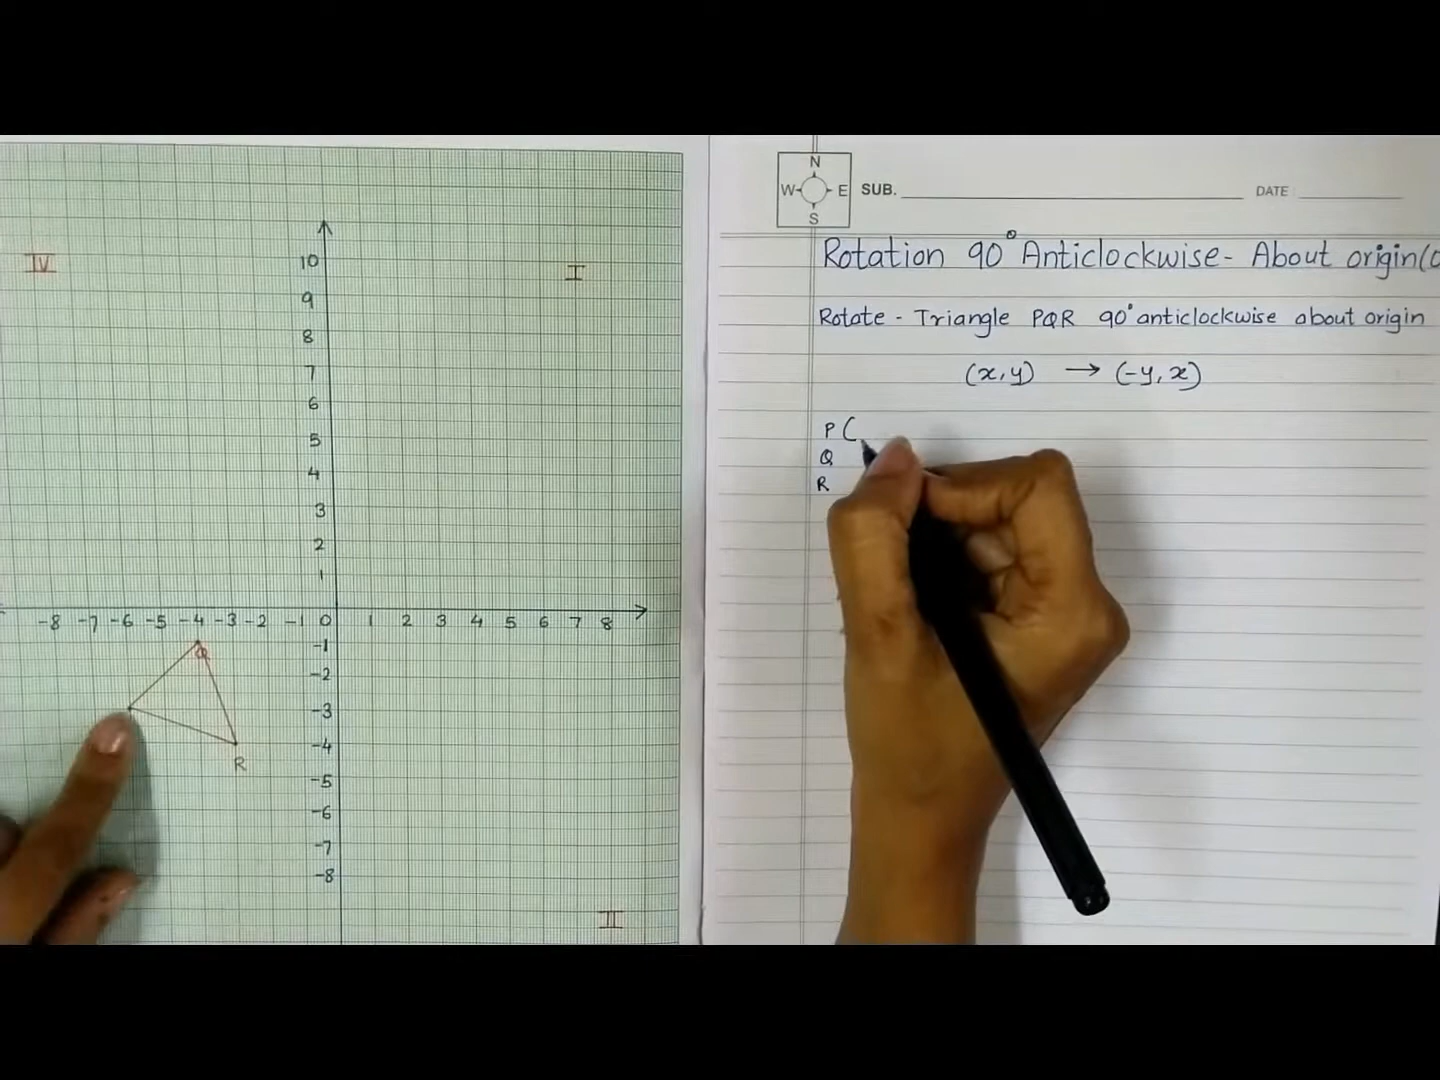 IV
I
10
9
8
7
6
5
4
3
2
1
-8 -7 -6 -5 -4 -3 -2 -1 0 1 2 3 4 5 6 7 8
-1
Q
-2
-3
-4
R
-5
-6
-7
-8
II
N
W E SUB. DATE
S
Rotation 90° Anticlockwise- About origin(
Rotate - Triangle PQR 90° anticlockwise about origin
(x,y) → (-y, x)
P (
Q
R